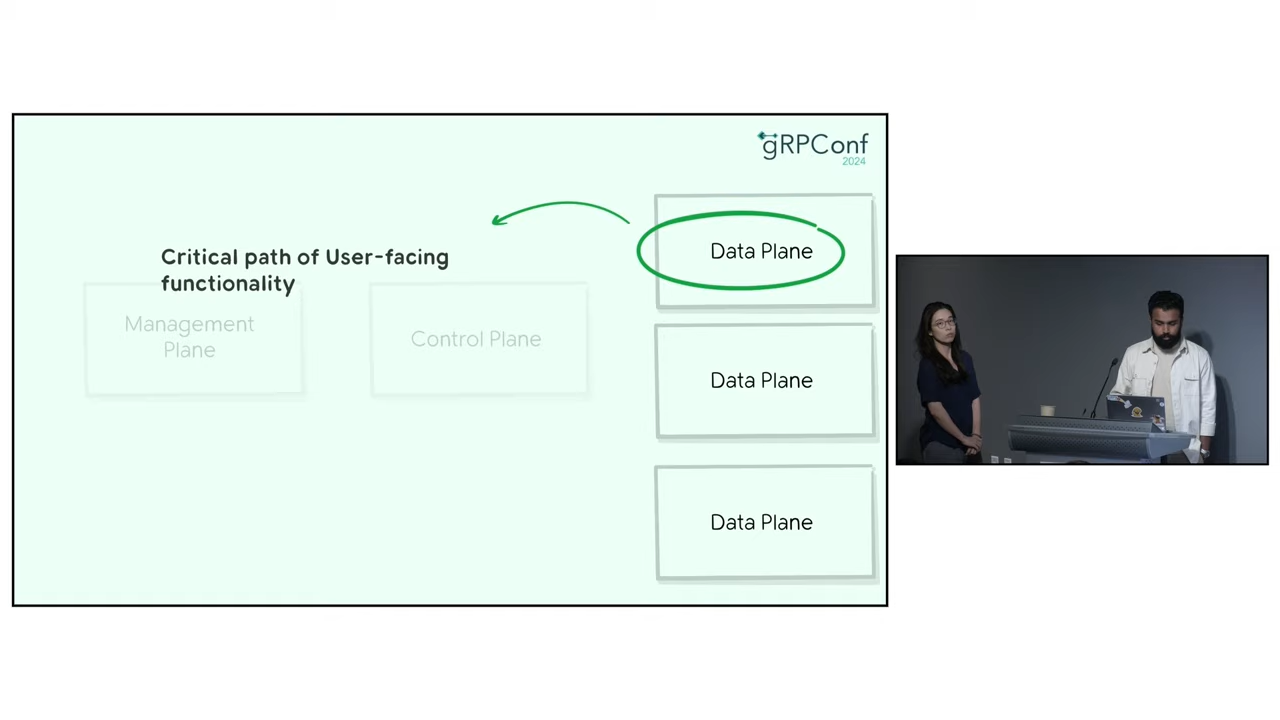 gRPConf
2024
Critical path of User-facing
functionality
Management
Plane
Control Plane
Data Plane
Data Plane
Data Plane